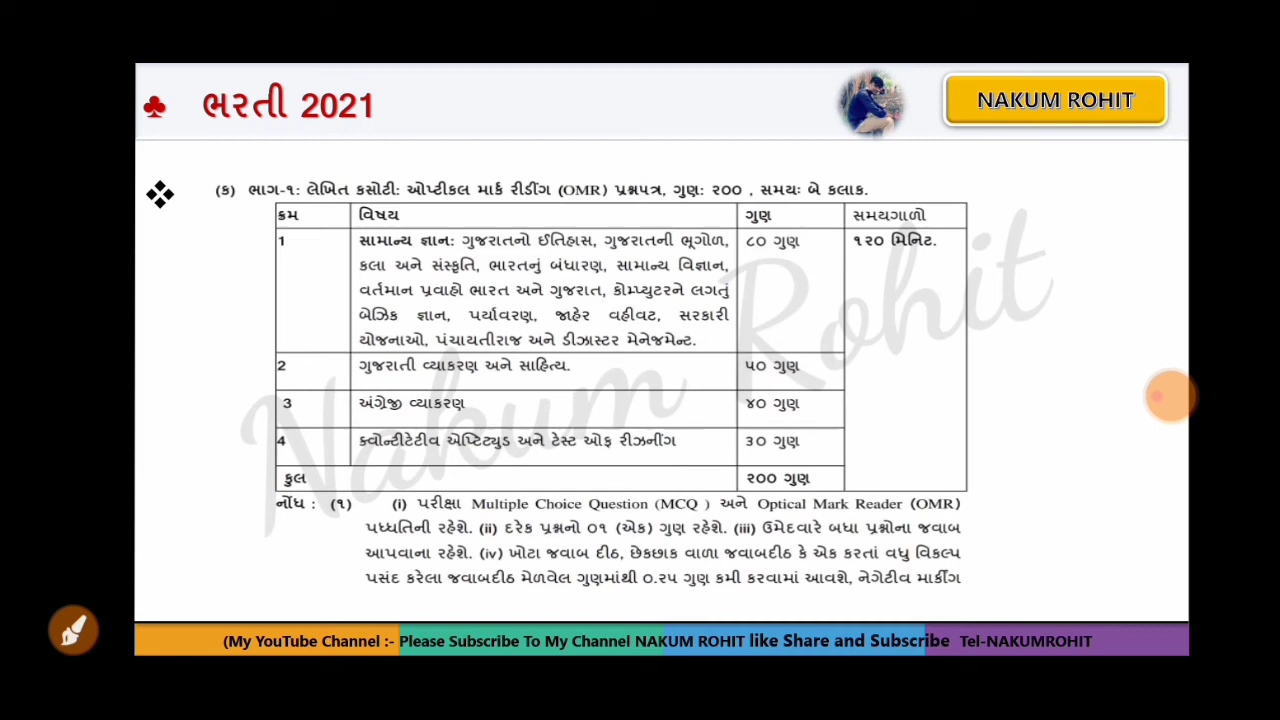 ભરતી 2021
NAKUM ROHIT
(ક) ભાગ-૧: લેખિત કસોટી: ઓપ્ટીકલ માર્ક રીડીંગ (OMR) પ્રશ્નપત્ર, ગુણ: ૨૦૦ , સમયઃ બે કલાક.
ક્રમ વિષય ગુણ સમયગાળો
1 સામાન્ય જ્ઞાન: ગુજરાતનો ઈતિહાસ, ગુજરાતની ભૂગોળ, ૮૦ ગુણ ૧૨૦ મિનિટ.
કલા અને સંસ્કૃતિ, ભારતનું બંધારણ, સામાન્ય વિજ્ઞાન,
વર્તમાન પ્રવાહો ભારત અને ગુજરાત, કોમ્પ્યુટરને લગતું
બેઝિક જ્ઞાન, પર્યાવરણ, જાહેર વહીવટ, સરકારી
યોજનાઓ, પંચાયતીરાજ અને ડીઝાસ્ટર મેનેજમેન્ટ.
2 ગુજરાતી વ્યાકરણ અને સાહિત્ય. ૫૦ ગુણ
3 અંગ્રેજી વ્યાકરણ ૪૦ ગુણ
4 ક્વોન્ટીટેટીવ એપ્ટિટ્યુડ અને ટેસ્ટ ઓફ રીઝનીંગ ૩૦ ગુણ
કુલ ૨૦૦ ગુણ
નોંધ : (૧) (i) પરીક્ષા Multiple Choice Question (MCQ ) અને Optical Mark Reader (OMR)
પધ્ધતિની રહેશે. (ii) દરેક પ્રશ્નનો ૦૧ (એક) ગુણ રહેશે. (iii) ઉમેદવારે બધા પ્રશ્નોના જવાબ
આપવાના રહેશે. (iv) ખોટા જવાબ દીઠ, છેકછાક વાળા જવાબદીઠ કે એક કરતાં વધુ વિકલ્પ
પસંદ કરેલા જવાબદીઠ મેળવેલ ગુણમાંથી ૦.૨૫ ગુણ કમી કરવામાં આવશે, નેગેટીવ માર્કીંગ
Nakum Rohit
(My YouTube Channel :- Please Subscribe To My Channel NAKUM ROHIT like Share and Subscribe Tel-NAKUMROHIT